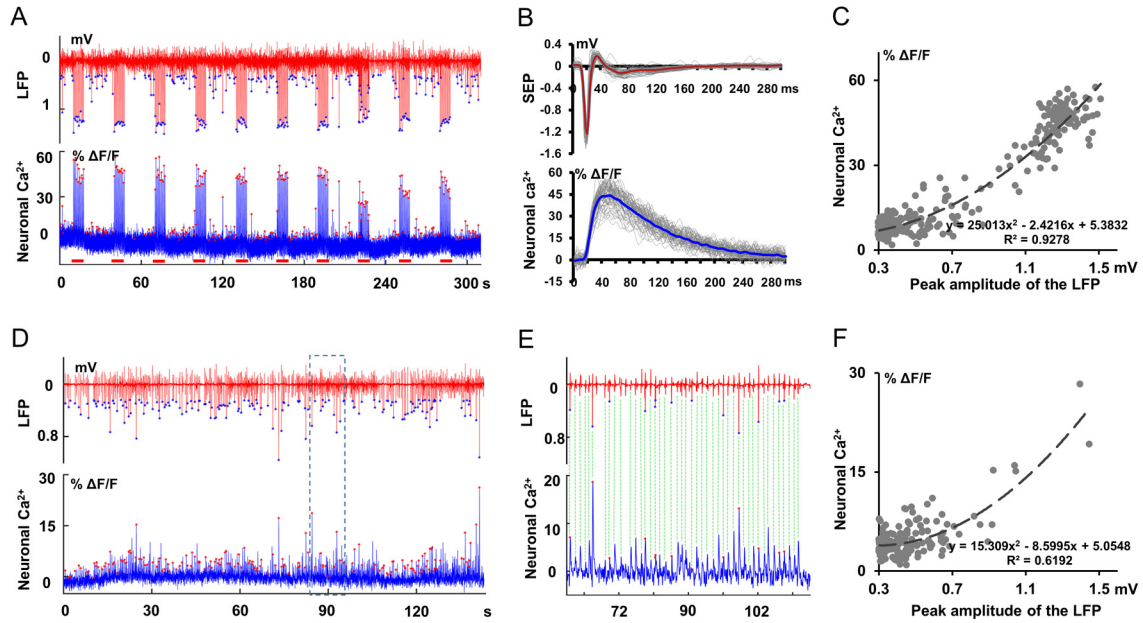 A
mV
0
LFP
1
% ΔF/F
60
30
0
Neuronal Ca²⁺
0 60 120 180 240 300 s
B
mV
0.4
0
-0.4
-0.8
-1.2
-1.6
SEP
40 80 120 160 200 240 280 ms
% ΔF/F
60
45
30
15
0
-15
Neuronal ca²⁺
40 80 120 160 200 240 280 ms
C
% ΔF/F
60
30
0
Neuronal Ca²⁺
y = 25.013x² - 2.4216x + 5.3832
R² = 0.9278
0.3 0.7 1.1 1.5 mV
Peak amplitude of the LFP
D
mV
0
LFP
0.8
% ΔF/F
30
15
0
Neuronal Ca²⁺
0 30 60 90 120 s
E
0
LFP
0.8
20
10
0
Neuronal Ca²⁺
72 90 102
F
% ΔF/F
30
15
0
Neuronal Ca²⁺
y = 15.309x² - 8.5995x + 5.0548
R² = 0.6192
0.3 0.7 1.1 1.5 mV
Peak amplitude of the LFP